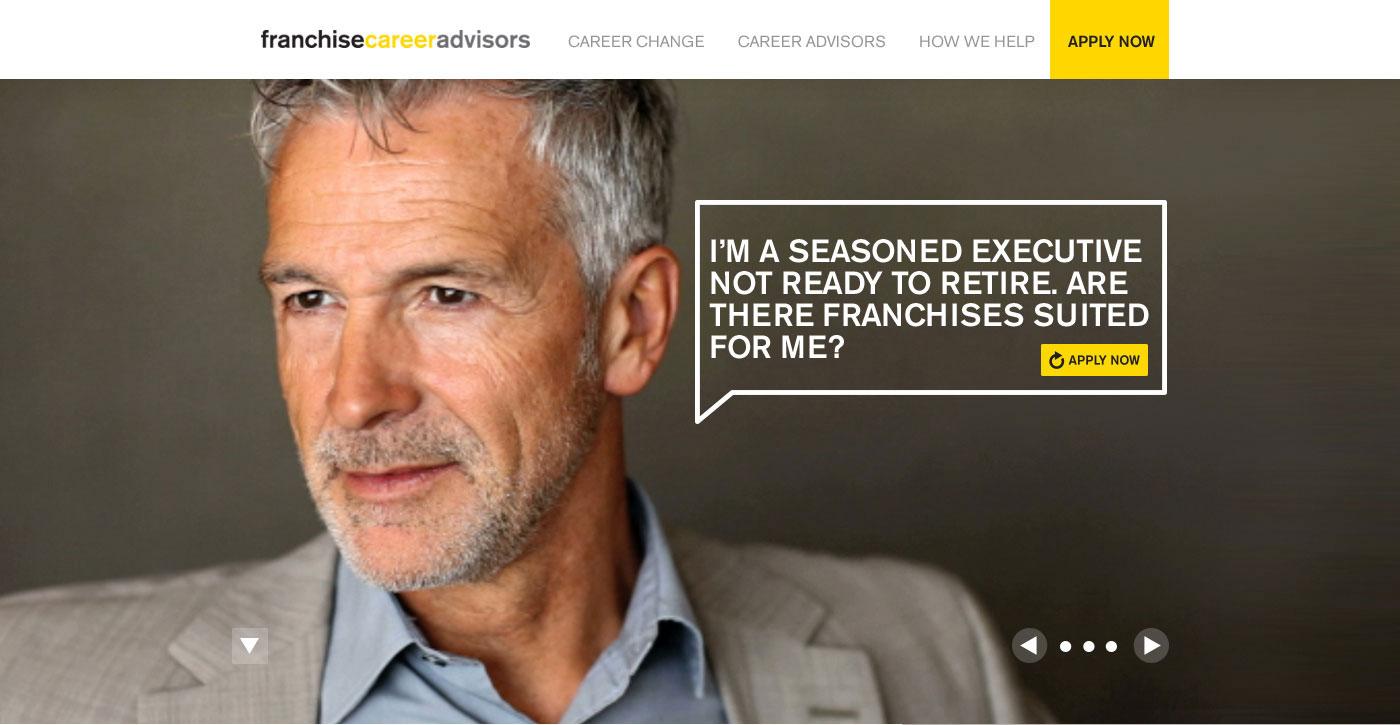 franchisecareeradvisors CAREER CHANGE CAREER ADVISORS HOW WE HELP APPLY NOW
I'M A SEASONED EXECUTIVE
NOT READY TO RETIRE. ARE
THERE FRANCHISES SUITED
FOR ME?
APPLY NOW